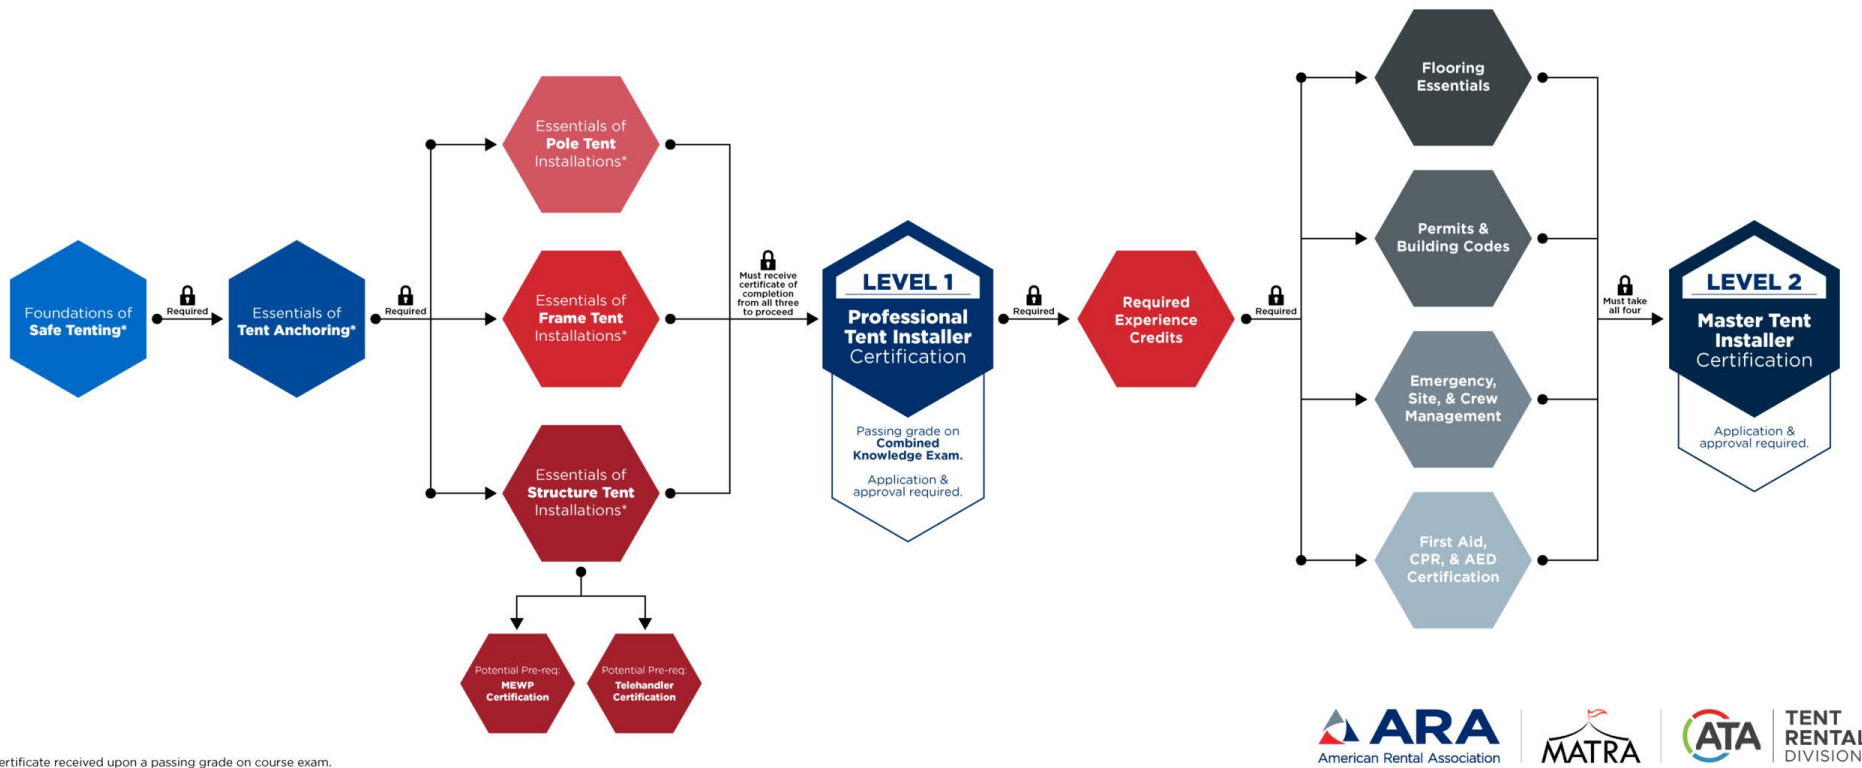 Foundations of
Safe Tenting*
Required
Essentials of
Tent Anchoring*
Required
Essentials of
Pole Tent
Installations*
Essentials of
Frame Tent
Installations*
Essentials of
Structure Tent
Installations*
Potential Pre-req:
MEWP
Certification
Potential Pre-req:
Telehandler
Certification
Must receive
certificate of
completion
from all three
to proceed
LEVEL 1
Professional
Tent Installer
Certification
Passing grade on
Combined
Knowledge Exam.
Application &
approval required.
Required
Required
Experience
Credits
Required
Flooring
Essentials
Permits &
Building Codes
Emergency,
Site, & Crew
Management
First Aid,
CPR, & AED
Certification
Must take
all four
LEVEL 2
Master Tent
Installer
Certification
Application &
approval required.
ertificate received upon a passing grade on course exam.
ARA
American Rental Association
MATRA
ATA
TENT
RENTAL
DIVISION